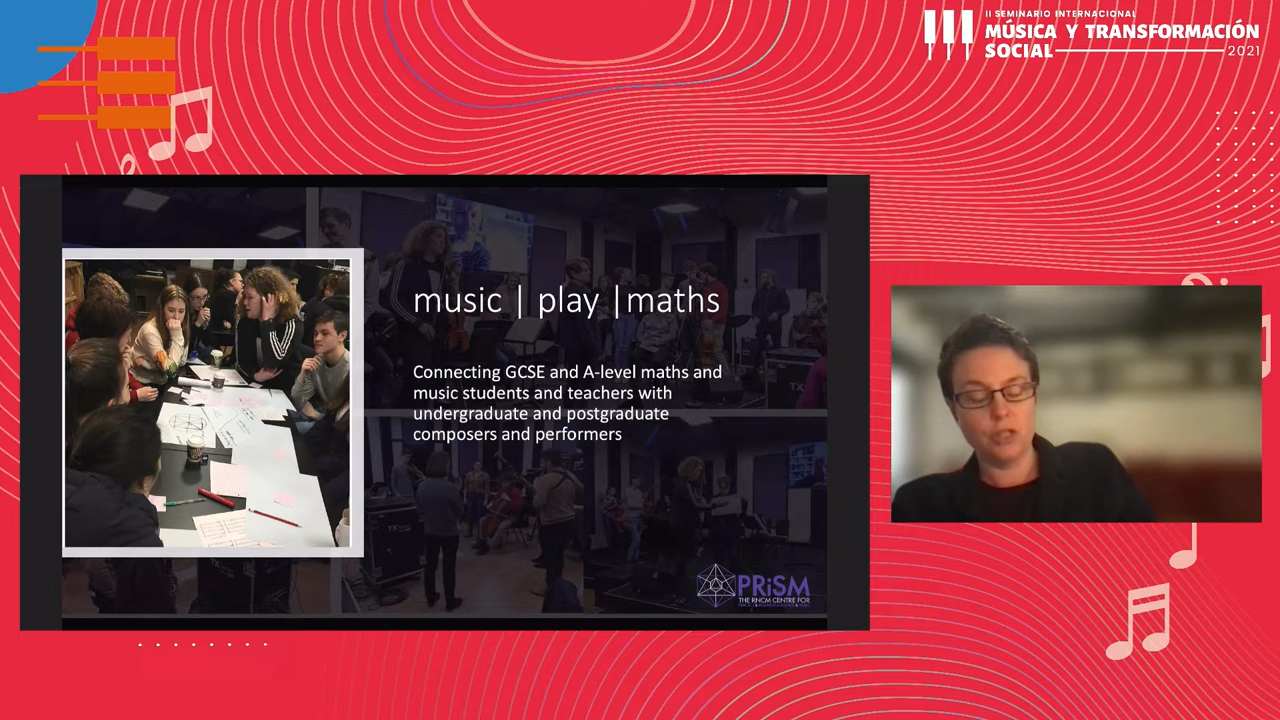 II SEMINARIO INTERNACIONAL
MÚSICA Y TRANSFORMACIÓN
SOCIAL
2021
music | play |maths
Connecting GCSE and A-level maths and
music students and teachers with
undergraduate and postgraduate
composers and performers
PRiSM
THE RNCM CENTRE FOR